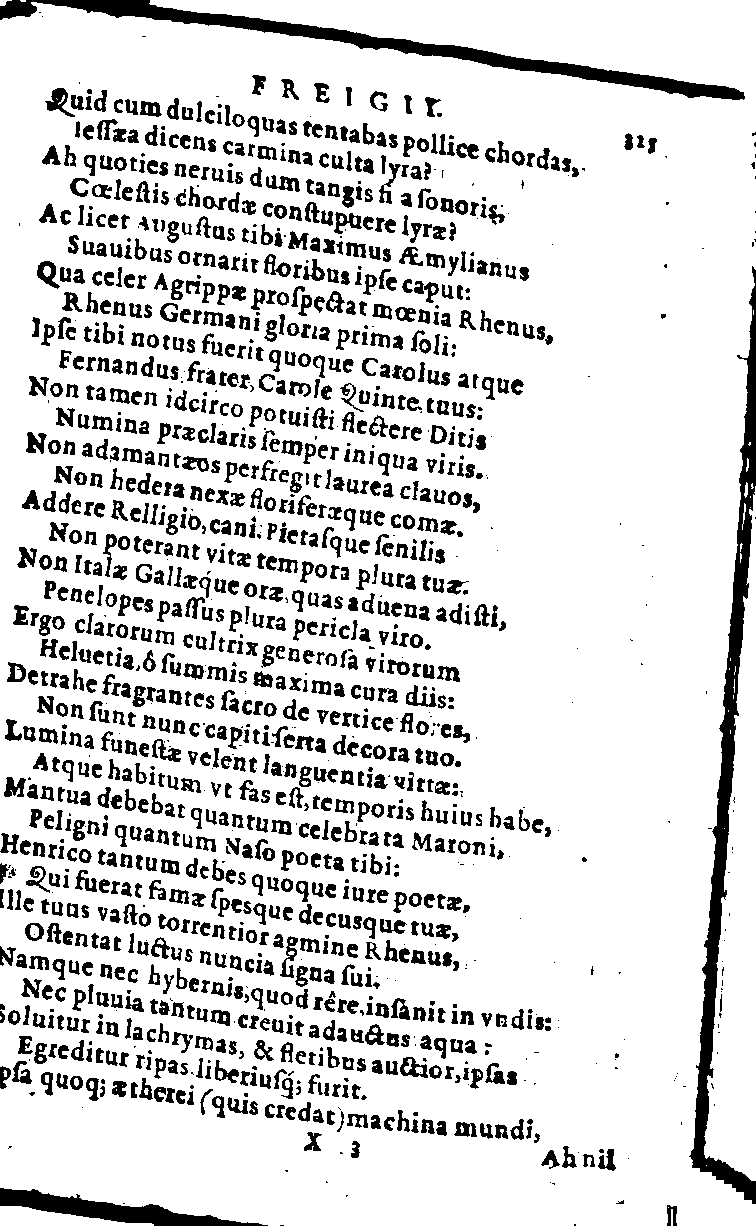 FREIGII. 325
Quid cum dulciloquas tentabas pollice chordas,
Iessæa dicens carmina culta lyra?
Ah quoties neruis dum tangis fila sonoris,
Cœlestis chordæ constupuere lyræ?
Ac licet Augustus tibi Maximus Æmylianus
Suauibus ornarit floribus ipse caput:
Qua celer Agrippæ prospectat mœnia Rhenus,
Rhenus Germani gloria prima soli:
Ipse tibi notus fuerit quoque Carolus atque
Fernandus frater, Carole Quinte, tuus:
Non tamen idcirco potuisti flectere Ditis
Numina præclaris semper iniqua viris.
Non adamantæos perfregit laurea clauos,
Non hedera nexæ floriferæque comæ.
Addere Relligio, cani, Pietasque senilis
Non poterant vitæ tempora plura tuæ.
Non Italæ Gallæq́ue oræ, quas aduena adisti,
Penelopes passus plura pericla viro.
Ergo clarorum cultrix generosa virorum
Heluetia, ô summis maxima cura diis:
Detrahe fragrantes sacro de vertice flores,
Non sunt nunc capiti serta decora tuo.
Lumina funestæ velent languentia vittæ:
Atque habitum vt fas est, temporis huius habe,
Mantua debebat quantum celebrata Maroni,
Peligni quantum Naso poeta tibi:
Henrico tantum debes quoque iure poetæ,
Qui fuerat famæ spesque decusque tuæ,
Ille tuus vasto torrentior agmine Rhenus,
Ostentat luctus nuncia signa sui.
Namque nec hybernis, quod rêre, insanit in vndis:
Nec pluuia tantum creuit adauctus aqua:
Soluitur in lachrymas, & fletibus auctior, ipsas
Egreditur ripas liberiusq́; furit.
Ipsa quoq; ætherei (quis credat) machina mundi,
X 3 Ah nil